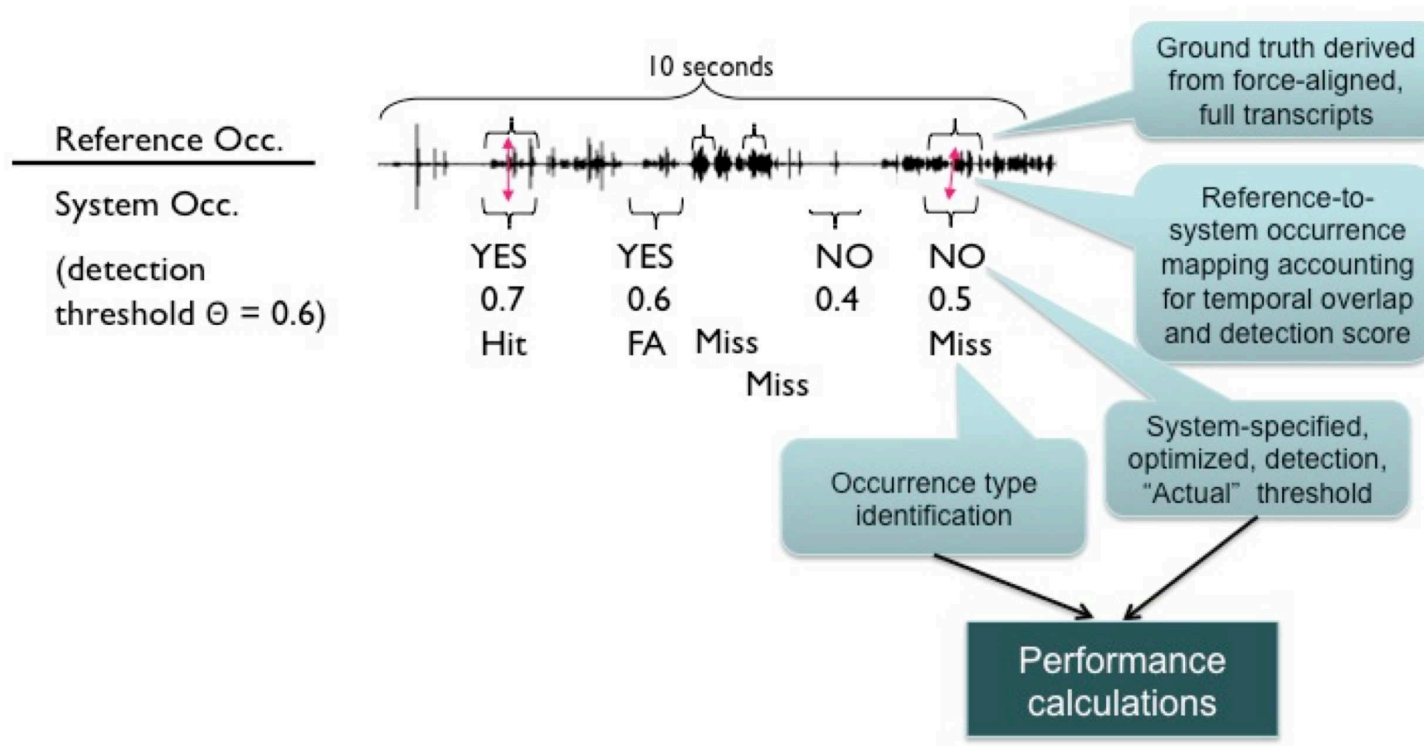 10 seconds
Reference Occ.
System Occ.
(detection
threshold Θ = 0.6)
YES YES NO NO
0.7 0.6 0.4 0.5
Hit FA Miss Miss
Miss
Ground truth derived
from force-aligned,
full transcripts
Reference-to-
system occurrence
mapping accounting
for temporal overlap
and detection score
System-specified,
optimized, detection,
“Actual” threshold
Occurrence type
identification
Performance
calculations